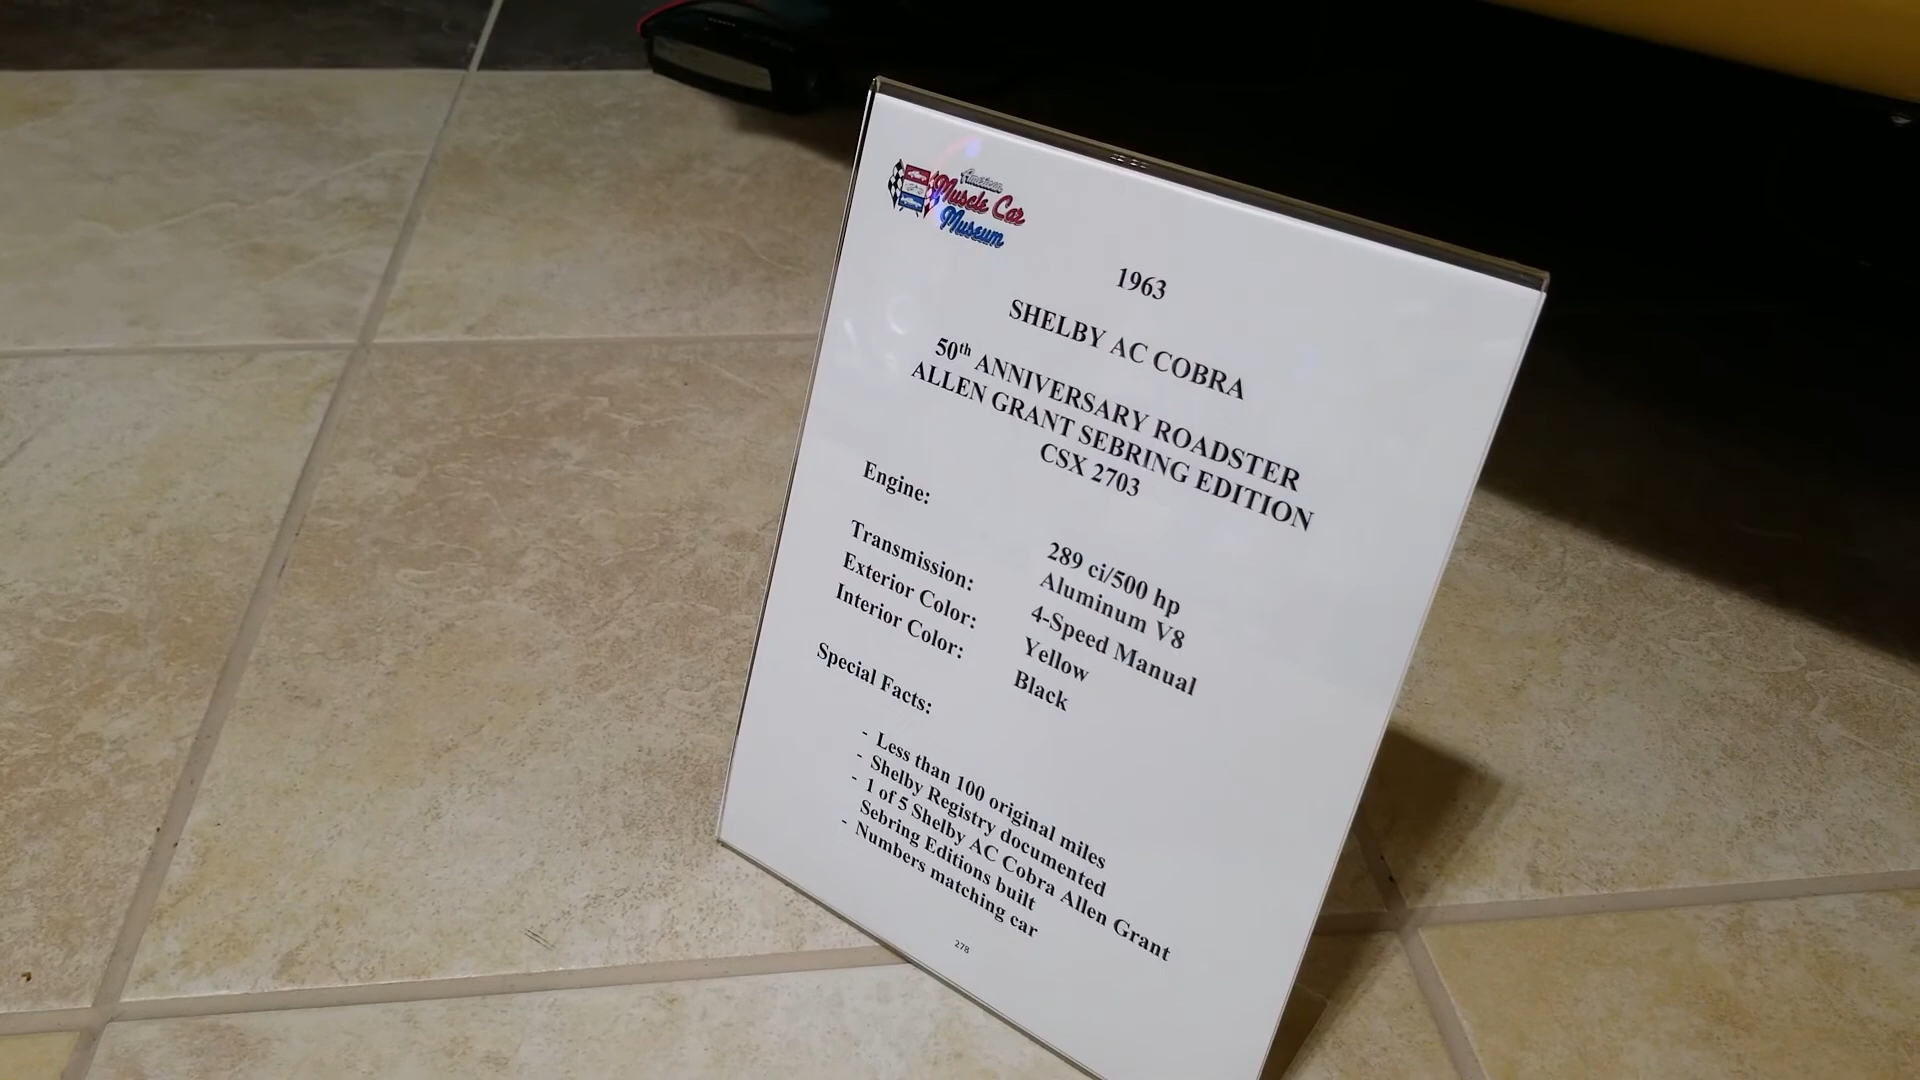 American
Muscle Car
Museum
1963
SHELBY AC COBRA
50th ANNIVERSARY ROADSTER
ALLEN GRANT SEBRING EDITION
CSX 2703
Engine: 289 ci/500 hp
Aluminum V8
Transmission: 4-Speed Manual
Exterior Color: Yellow
Interior Color: Black
Special Facts:
- Less than 100 original miles
- Shelby Registry documented
- 1 of 5 Shelby AC Cobra Allen Grant
Sebring Editions built
- Numbers matching car
278